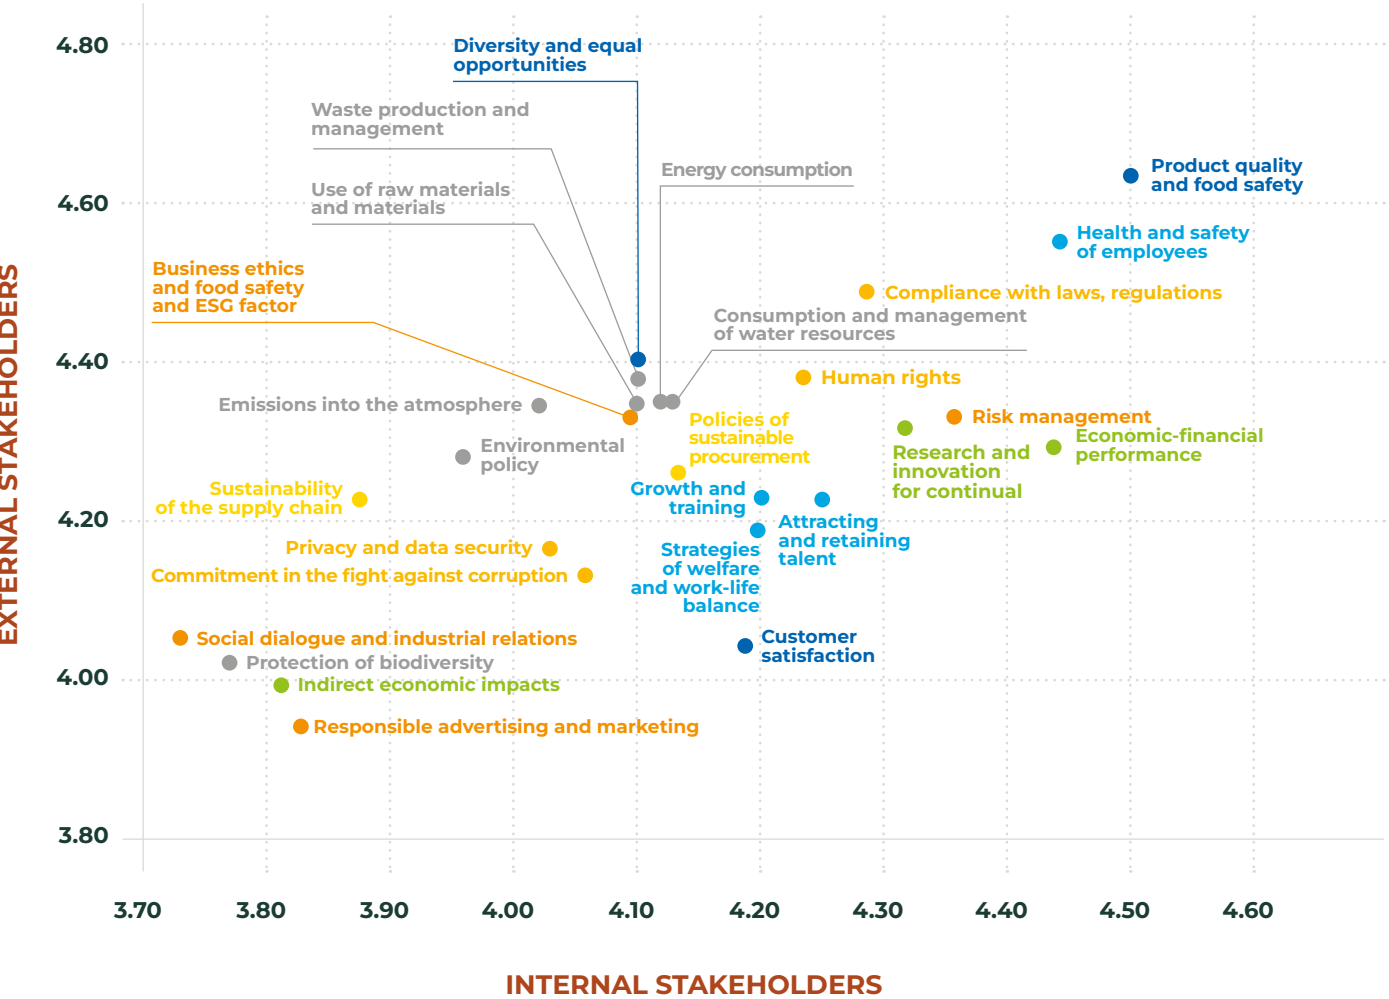 4.80
Diversity and equal
opportunities
Waste production and
management
Energy consumption
Product quality
and food safety
Use of raw materials
and materials
4.60
Health and safety
of employees
Business ethics
and food safety
and ESG factor
Compliance with laws, regulations
Consumption and management
of water resources
4.40
Human rights
Emissions into the atmosphere
Policies of
sustainable
procurement
Risk management
Economic-financial
performance
Environmental
policy
Research and
innovation
for continual
Sustainability
of the supply chain
Growth and
training
4.20
Attracting
and retaining
talent
Privacy and data security
Strategies
of welfare
and work-life
balance
Commitment in the fight against corruption
Social dialogue and industrial relations
Customer
satisfaction
Protection of biodiversity
4.00
Indirect economic impacts
Responsible advertising and marketing
3.80
EXTERNAL STAKEHOLDERS
3.70 3.80 3.90 4.00 4.10 4.20 4.30 4.40 4.50 4.60
INTERNAL STAKEHOLDERS